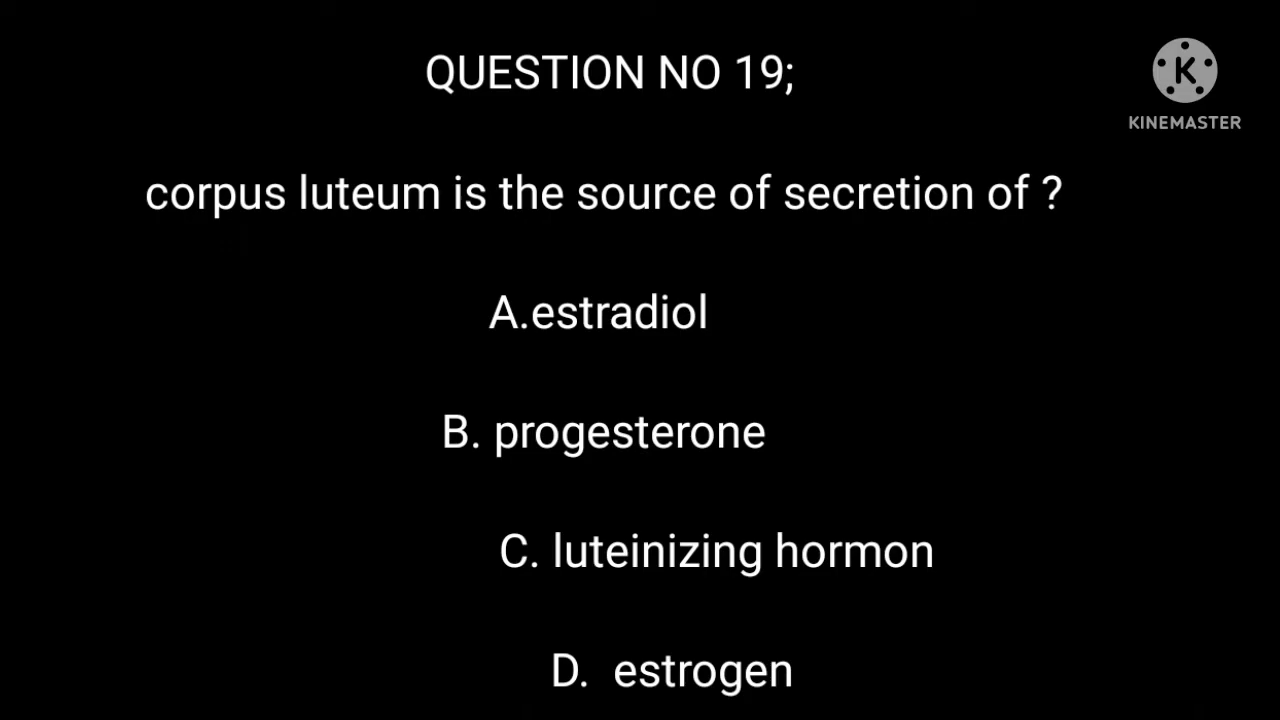 QUESTION NO 19;
K
KINEMASTER
corpus luteum is the source of secretion of ?
A.estradiol
B. progesterone
C. luteinizing hormon
D. estrogen